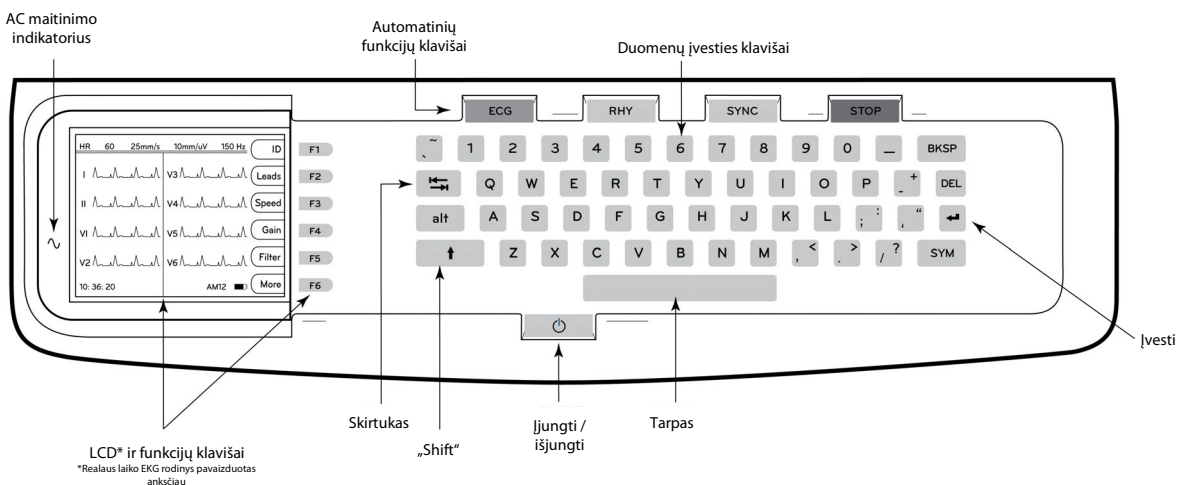 AC maitinimo
indikatorius
Automatinių
funkcijų klavišai
Duomenų įvesties klavišai
ECG RHY SYNC STOP
HR 60 25mm/s 10mm/uV 150 Hz ID F1
I V3 Leads F2
II V4 Speed F3
VI V5 Gain F4
V2 V6 Filter F5
10: 36: 20 AM12 More F6
~ ` 1 2 3 4 5 6 7 8 9 0 _ BKSP
Q W E R T Y U I O P - + DEL
alt A S D F G H J K L ; : ‘ “
Z X C V B N M , < . > / ? SYM
Įvesti
Skirtukas
„Shift“
Įjungti /
išjungti
Tarpas
LCD* ir funkcijų klavišai
*Realaus laiko EKG rodinys pavaizduotas
anksčiau